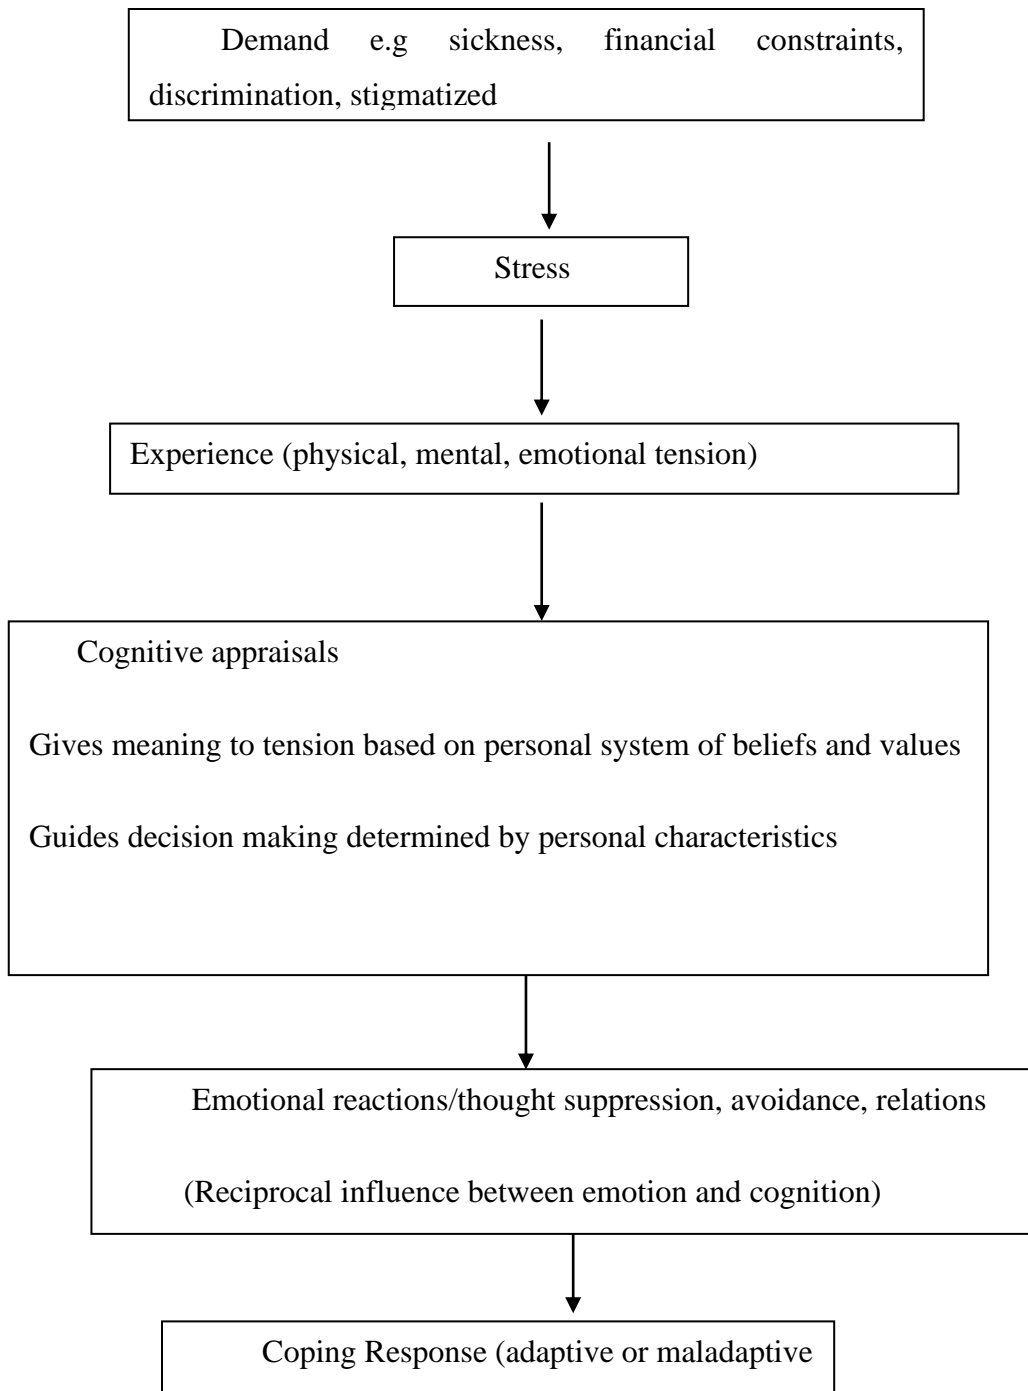 Demand e.g sickness, financial constraints,
discrimination, stigmatized
Stress
Experience (physical, mental, emotional tension)
Cognitive appraisals
Gives meaning to tension based on personal system of beliefs and values
Guides decision making determined by personal characteristics
Emotional reactions/thought suppression, avoidance, relations
(Reciprocal influence between emotion and cognition)
Coping Response (adaptive or maladaptive